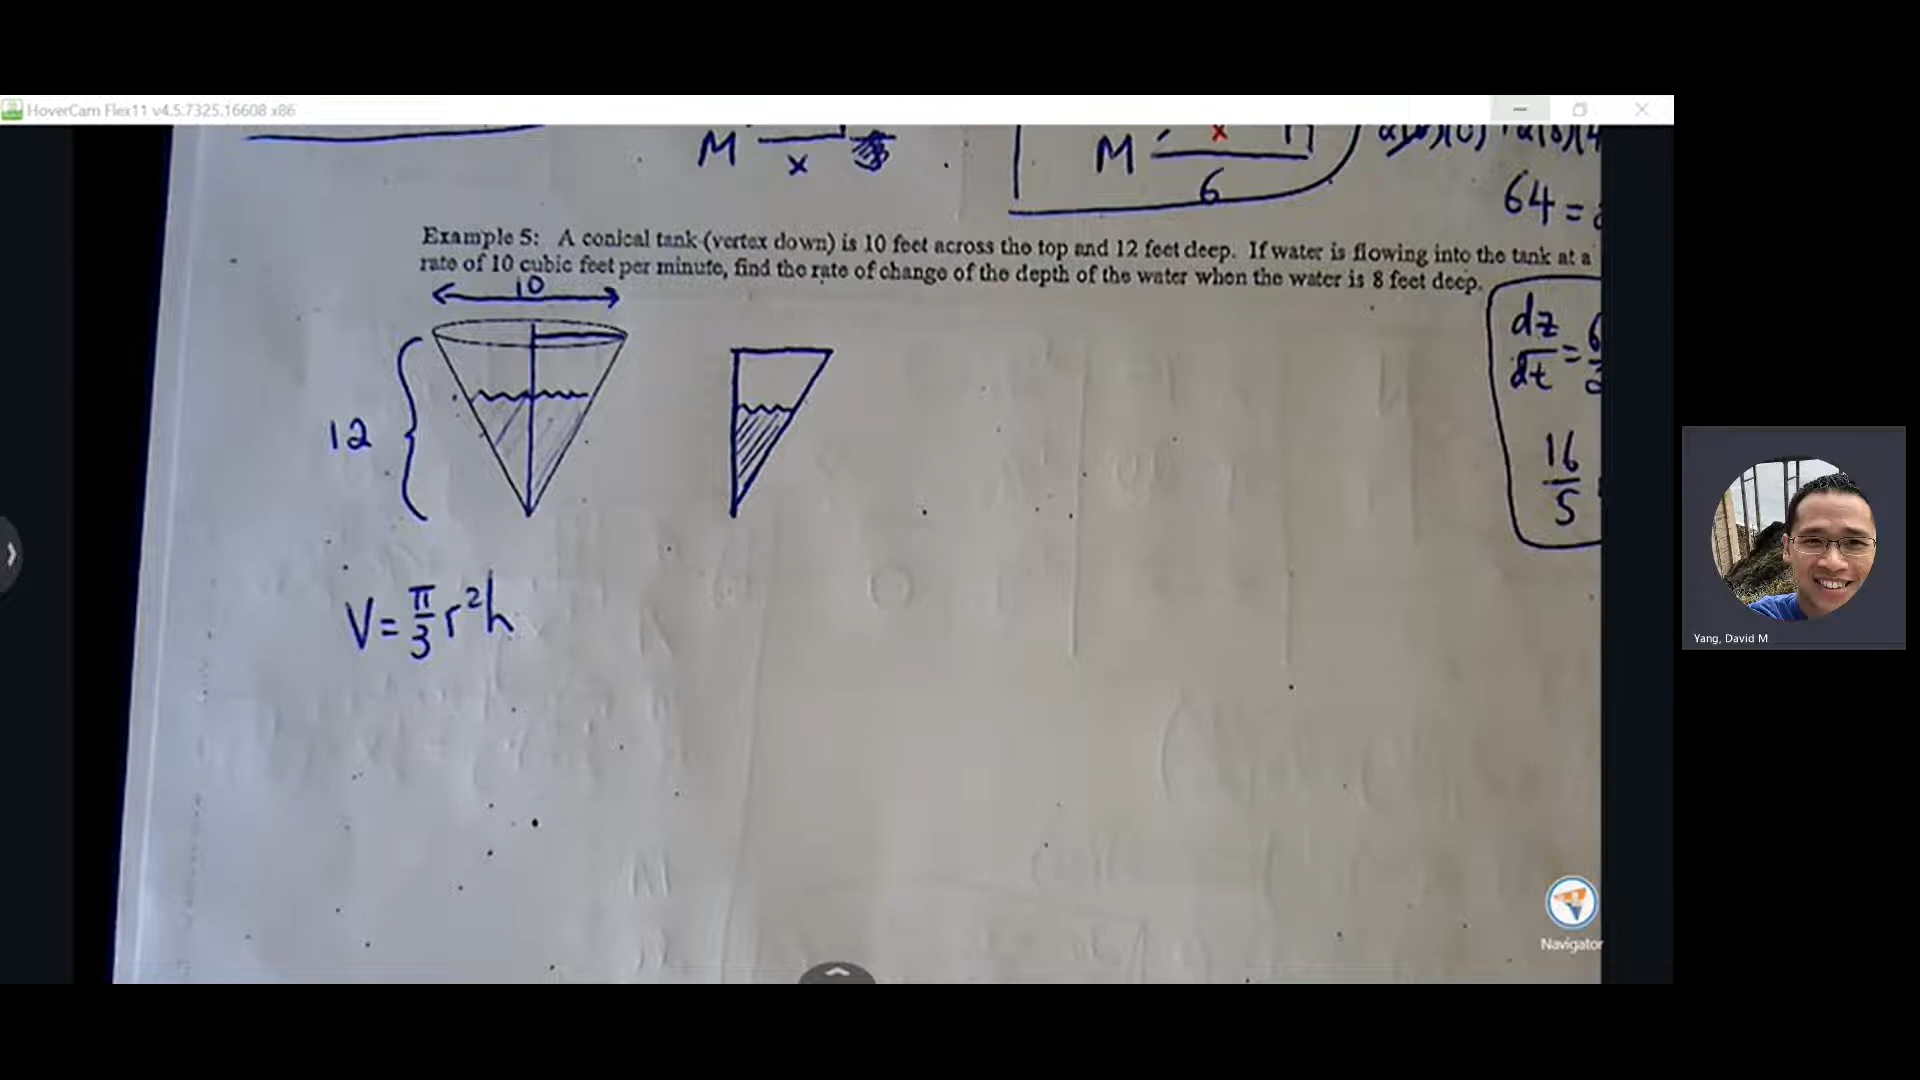 HoverCam Flex11 v4.5.7325.16608 x86
M x
M x 6
64 =
Example 5: A conical tank (vertex down) is 10 feet across the top and 12 feet deep. If water is flowing into the tank at a
rate of 10 cubic feet per minute, find the rate of change of the depth of the water when the water is 8 feet deep.
10
12
dz/dt =
16/5
V = π/3 r²h
Yang, David M
Navigator